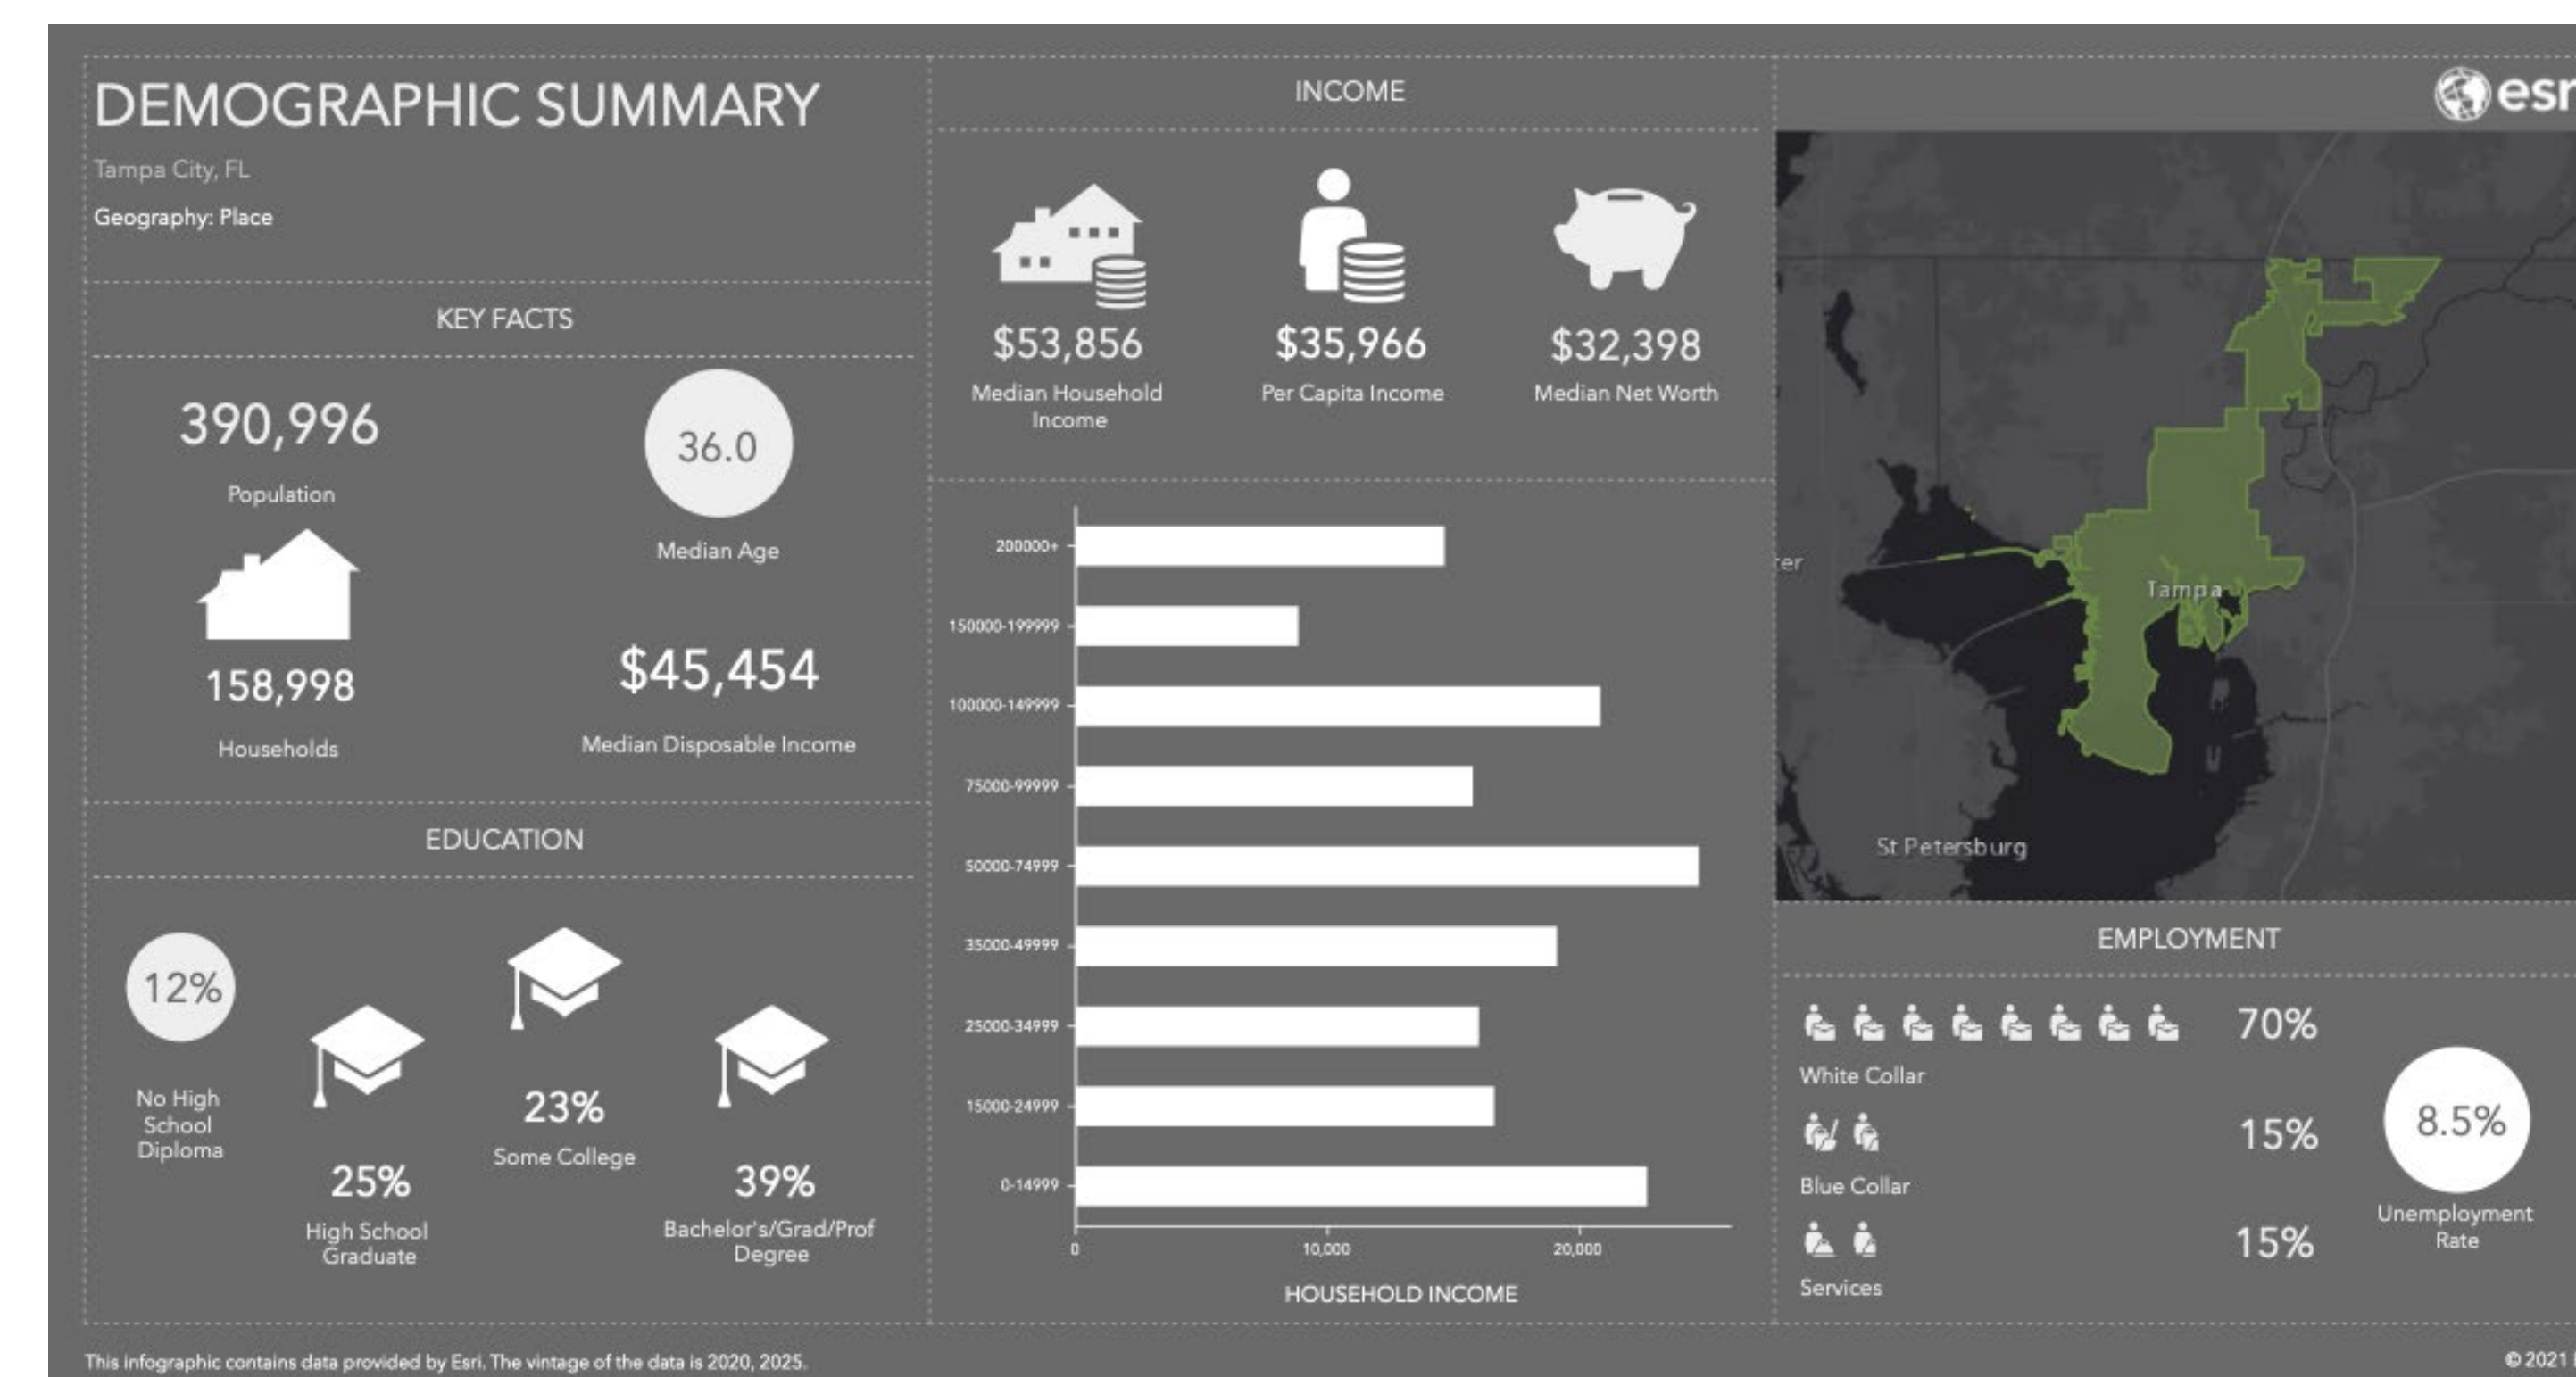 DEMOGRAPHIC SUMMARY
Tampa City, FL
Geography: Place
KEY FACTS
390,996
Population
36.0
Median Age
158,998
Households
$45,454
Median Disposable Income
EDUCATION
12%
No High
School
Diploma
25%
High School
Graduate
23%
Some College
39%
Bachelor's/Grad/Prof
Degree
INCOME
$53,856
Median Household
Income
$35,966
Per Capita Income
$32,398
Median Net Worth
200000+
150000-199999
100000-149999
75000-99999
50000-74999
35000-49999
25000-34999
15000-24999
0-14999
0
10,000
20,000
HOUSEHOLD INCOME
Tampa
St Petersburg
EMPLOYMENT
70%
White Collar
15%
Blue Collar
15%
Services
8.5%
Unemployment
Rate
This infographic contains data provided by Esri. The vintage of the data is 2020, 2025.
© 2021